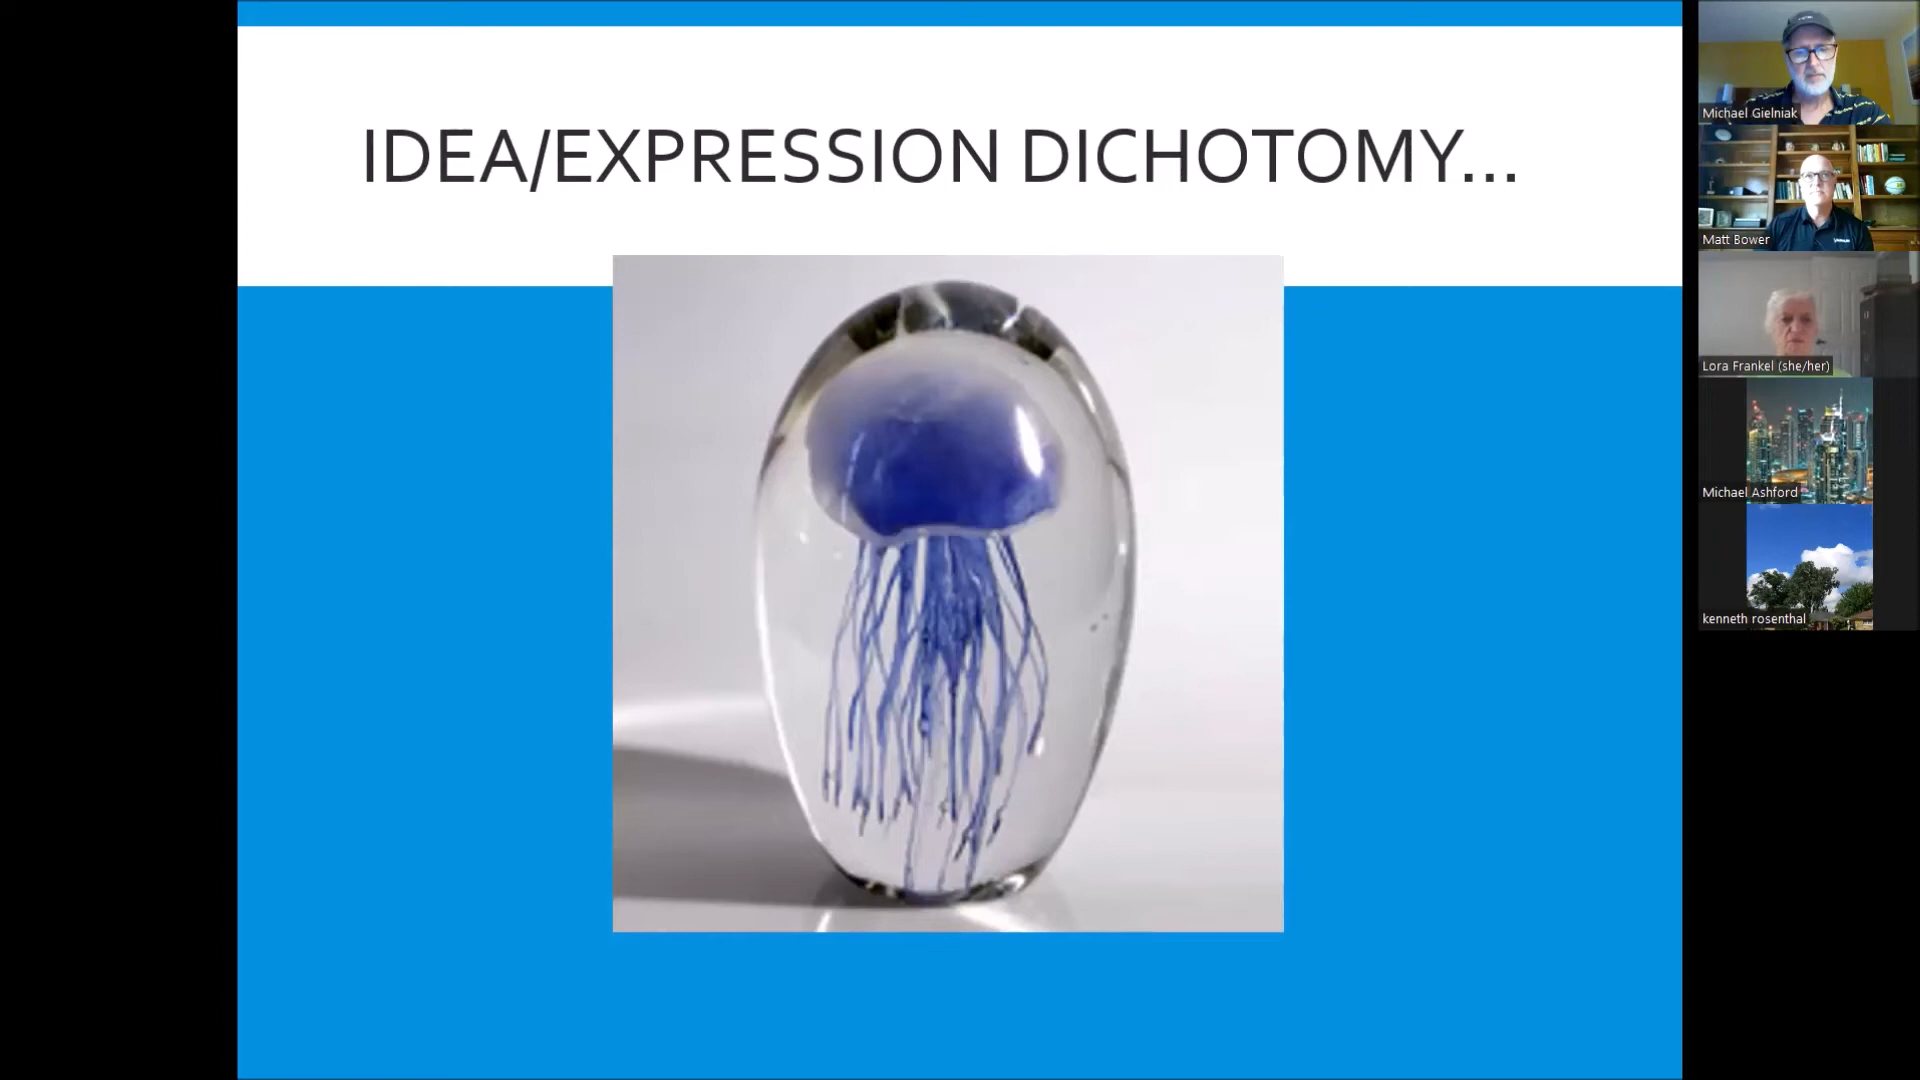 IDEA/EXPRESSION DICHOTOMY...
Michael Gielniak
Matt Bower
Lora Frankel (she/her)
Michael Ashford
kenneth rosenthal